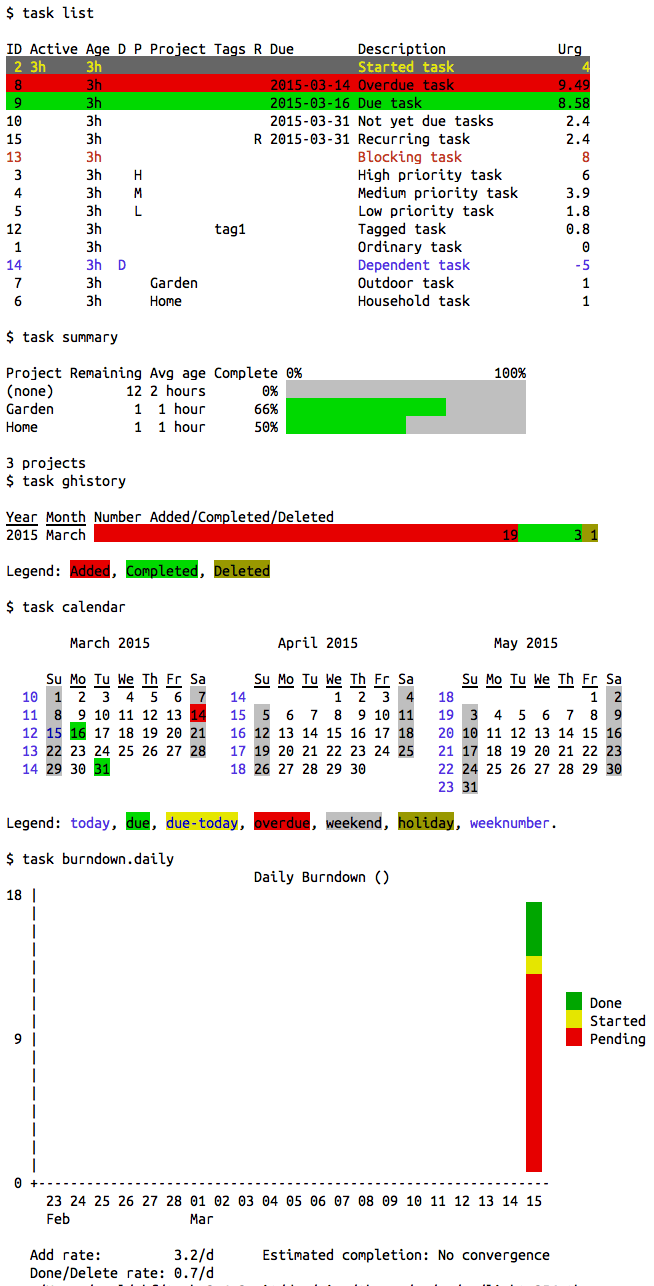 $ task list
ID Active Age D P Project Tags R Due Description Urg
2 3h 3h Started task 4
8 3h 2015-03-14 Overdue task 9.49
9 3h 2015-03-16 Due task 8.58
10 3h 2015-03-31 Not yet due tasks 2.4
15 3h R 2015-03-31 Recurring task 2.4
13 3h Blocking task 8
3 3h H High priority task 6
4 3h M Medium priority task 3.9
5 3h L Low priority task 1.8
12 3h tag1 Tagged task 0.8
1 3h Ordinary task 0
14 3h D Dependent task -5
7 3h Garden Outdoor task 1
6 3h Home Household task 1
$ task summary
Project Remaining Avg age Complete 0% 100%
(none) 12 2 hours 0%
Garden 1 1 hour 66%
Home 1 1 hour 50%
3 projects
$ task ghistory
Year Month Number Added/Completed/Deleted
2015 March 19 3 1
Legend: Added, Completed, Deleted
$ task calendar
March 2015 April 2015 May 2015
Su Mo Tu We Th Fr Sa Su Mo Tu We Th Fr Sa Su Mo Tu We Th Fr Sa
10 1 2 3 4 5 6 7 14 1 2 3 4 18 1 2
11 8 9 10 11 12 13 14 15 5 6 7 8 9 10 11 19 3 4 5 6 7 8 9
12 15 16 17 18 19 20 21 16 12 13 14 15 16 17 18 20 10 11 12 13 14 15 16
13 22 23 24 25 26 27 28 17 19 20 21 22 23 24 25 21 17 18 19 20 21 22 23
14 29 30 31 18 26 27 28 29 30 22 24 25 26 27 28 29 30
23 31
Legend: today, due, due-today, overdue, weekend, holiday, weeknumber.
$ task burndown.daily
Daily Burndown ()
18
Done
Started
9 Pending
0 +----------------------------------------------------------------
23 24 25 26 27 28 01 02 03 04 05 06 07 08 09 10 11 12 13 14 15
Feb Mar
Add rate: 3.2/d Estimated completion: No convergence
Done/Delete rate: 0.7/d